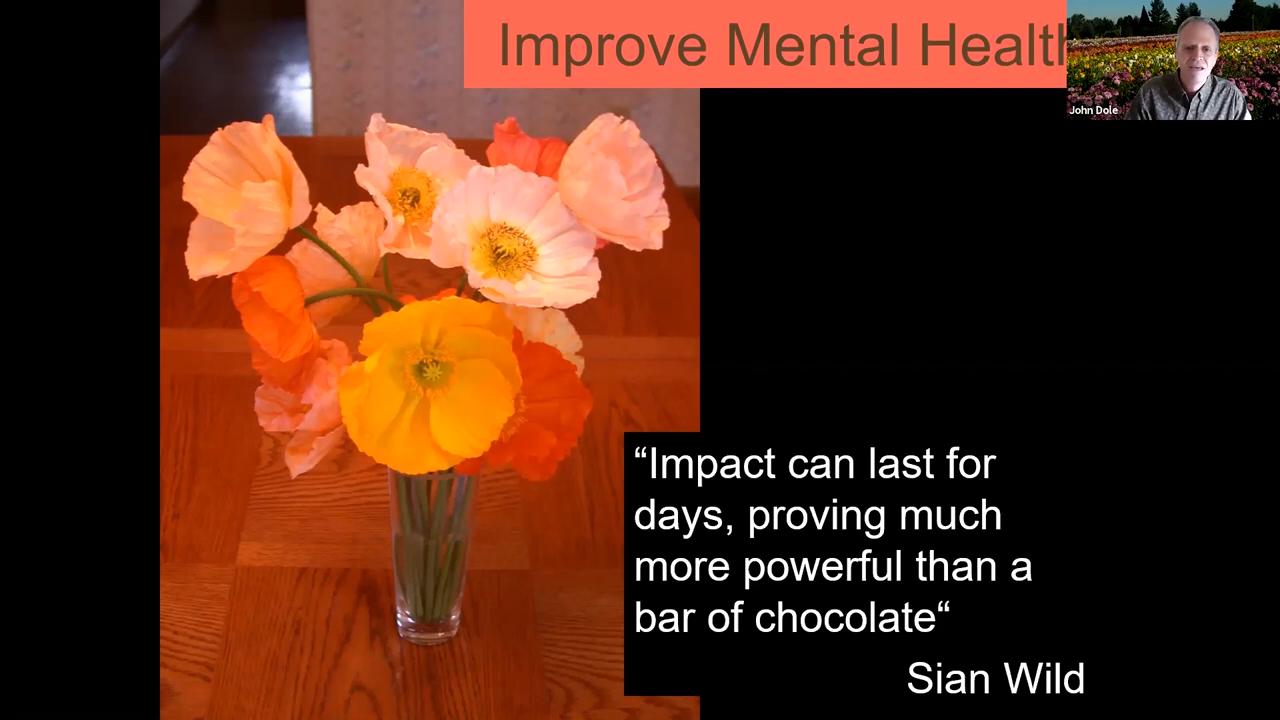 Improve Mental Health
John Dole
“Impact can last for
days, proving much
more powerful than a
bar of chocolate“
Sian Wild